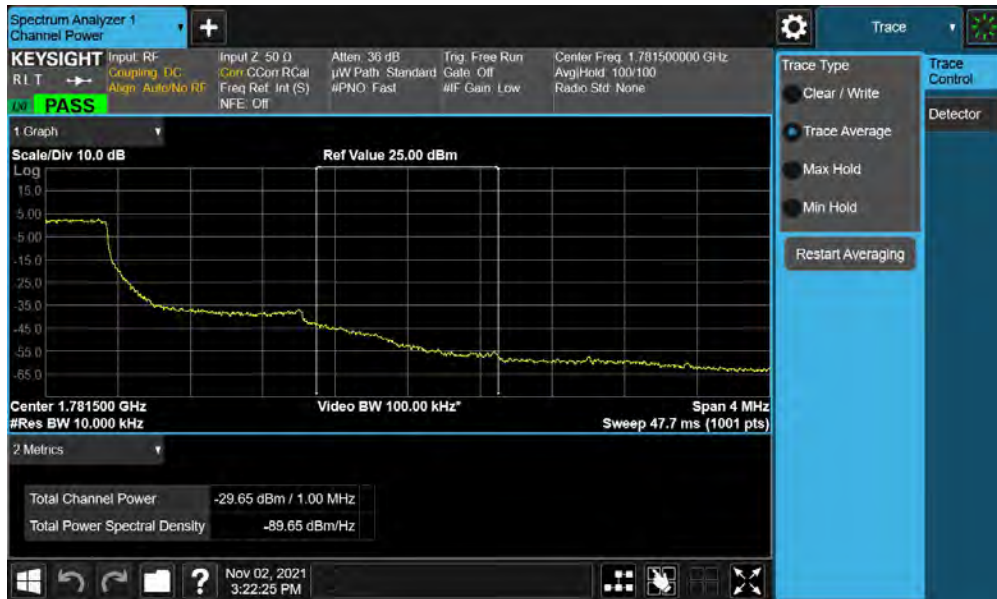 Spectrum Analyzer 1
Channel Power
Trace
KEYSIGHT
RLT
PASS
Input: RF
Coupling: DC
Align: Auto/No RF
Input Z: 50 Ω
Corr CCorr RCal
Freq Ref: Int (S)
NFE: Off
Atten: 36 dB
µW Path: Standard
#PNO: Fast
Trig: Free Run
Gate: Off
#IF Gain: Low
Center Freq: 1.781500000 GHz
Avg|Hold: 100/100
Radio Std: None
1 Graph
Scale/Div 10.0 dB
Ref Value 25.00 dBm
Log
15.0
5.00
-5.00
-15.0
-25.0
-35.0
-45.0
-55.0
-65.0
Center 1.781500 GHz
Video BW 100.00 kHz*
Span 4 MHz
#Res BW 10.000 kHz
Sweep 47.7 ms (1001 pts)
2 Metrics
Total Channel Power -29.65 dBm / 1.00 MHz
Total Power Spectral Density -89.65 dBm/Hz
?
Nov 02, 2021
3:22:25 PM
Trace Type
Clear / Write
Trace Average
Max Hold
Min Hold
Restart Averaging
Trace
Control
Detector